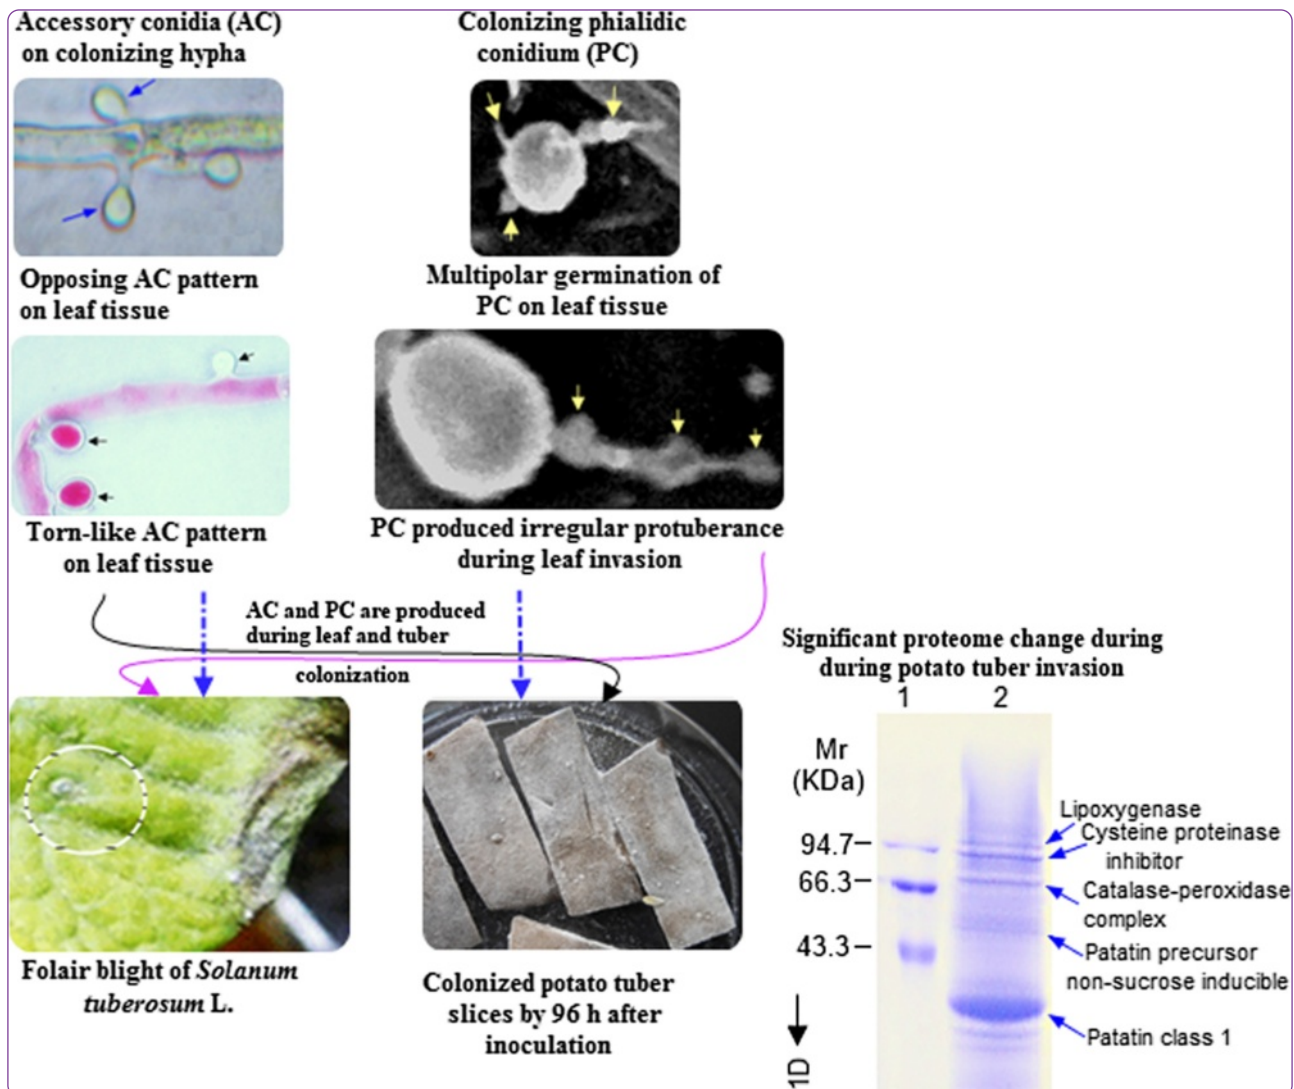 Accessory conidia (AC)
on colonizing hypha
Colonizing phialidic
conidium (PC)
Opposing AC pattern
on leaf tissue
Multipolar germination of
PC on leaf tissue
Torn-like AC pattern
on leaf tissue
PC produced irregular protuberance
during leaf invasion
AC and PC are produced
during leaf and tuber
colonization
Folair blight of Solanum
tuberosum L.
Colonized potato tuber
slices by 96 h after
inoculation
Significant proteome change during
during potato tuber invasion
1 2
Mr
(KDa)
94.7
66.3
43.3
1D
Lipoxygenase
Cysteine proteinase
inhibitor
Catalase-peroxidase
complex
Patatin precursor
non-sucrose inducible
Patatin class 1